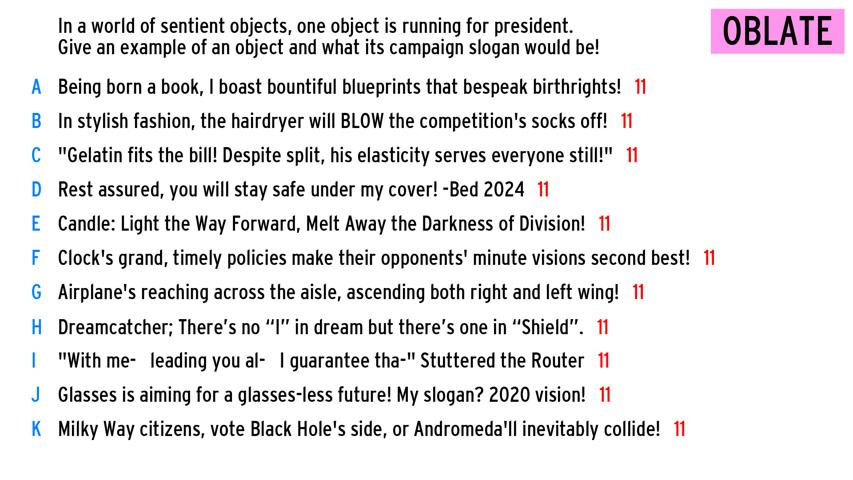 In a world of sentient objects, one object is running for president.
Give an example of an object and what its campaign slogan would be!
OBLATE
A Being born a book, I boast bountiful blueprints that bespeak birthrights! 11
B In stylish fashion, the hairdryer will BLOW the competition's socks off! 11
C "Gelatin fits the bill! Despite split, his elasticity serves everyone still!" 11
D Rest assured, you will stay safe under my cover! -Bed 2024 11
E Candle: Light the Way Forward, Melt Away the Darkness of Division! 11
F Clock's grand, timely policies make their opponents' minute visions second best! 11
G Airplane's reaching across the aisle, ascending both right and left wing! 11
H Dreamcatcher; There’s no “I” in dream but there’s one in “Shield”. 11
I "With me- leading you al- I guarantee tha-" Stuttered the Router 11
J Glasses is aiming for a glasses-less future! My slogan? 2020 vision! 11
K Milky Way citizens, vote Black Hole's side, or Andromeda'll inevitably collide! 11